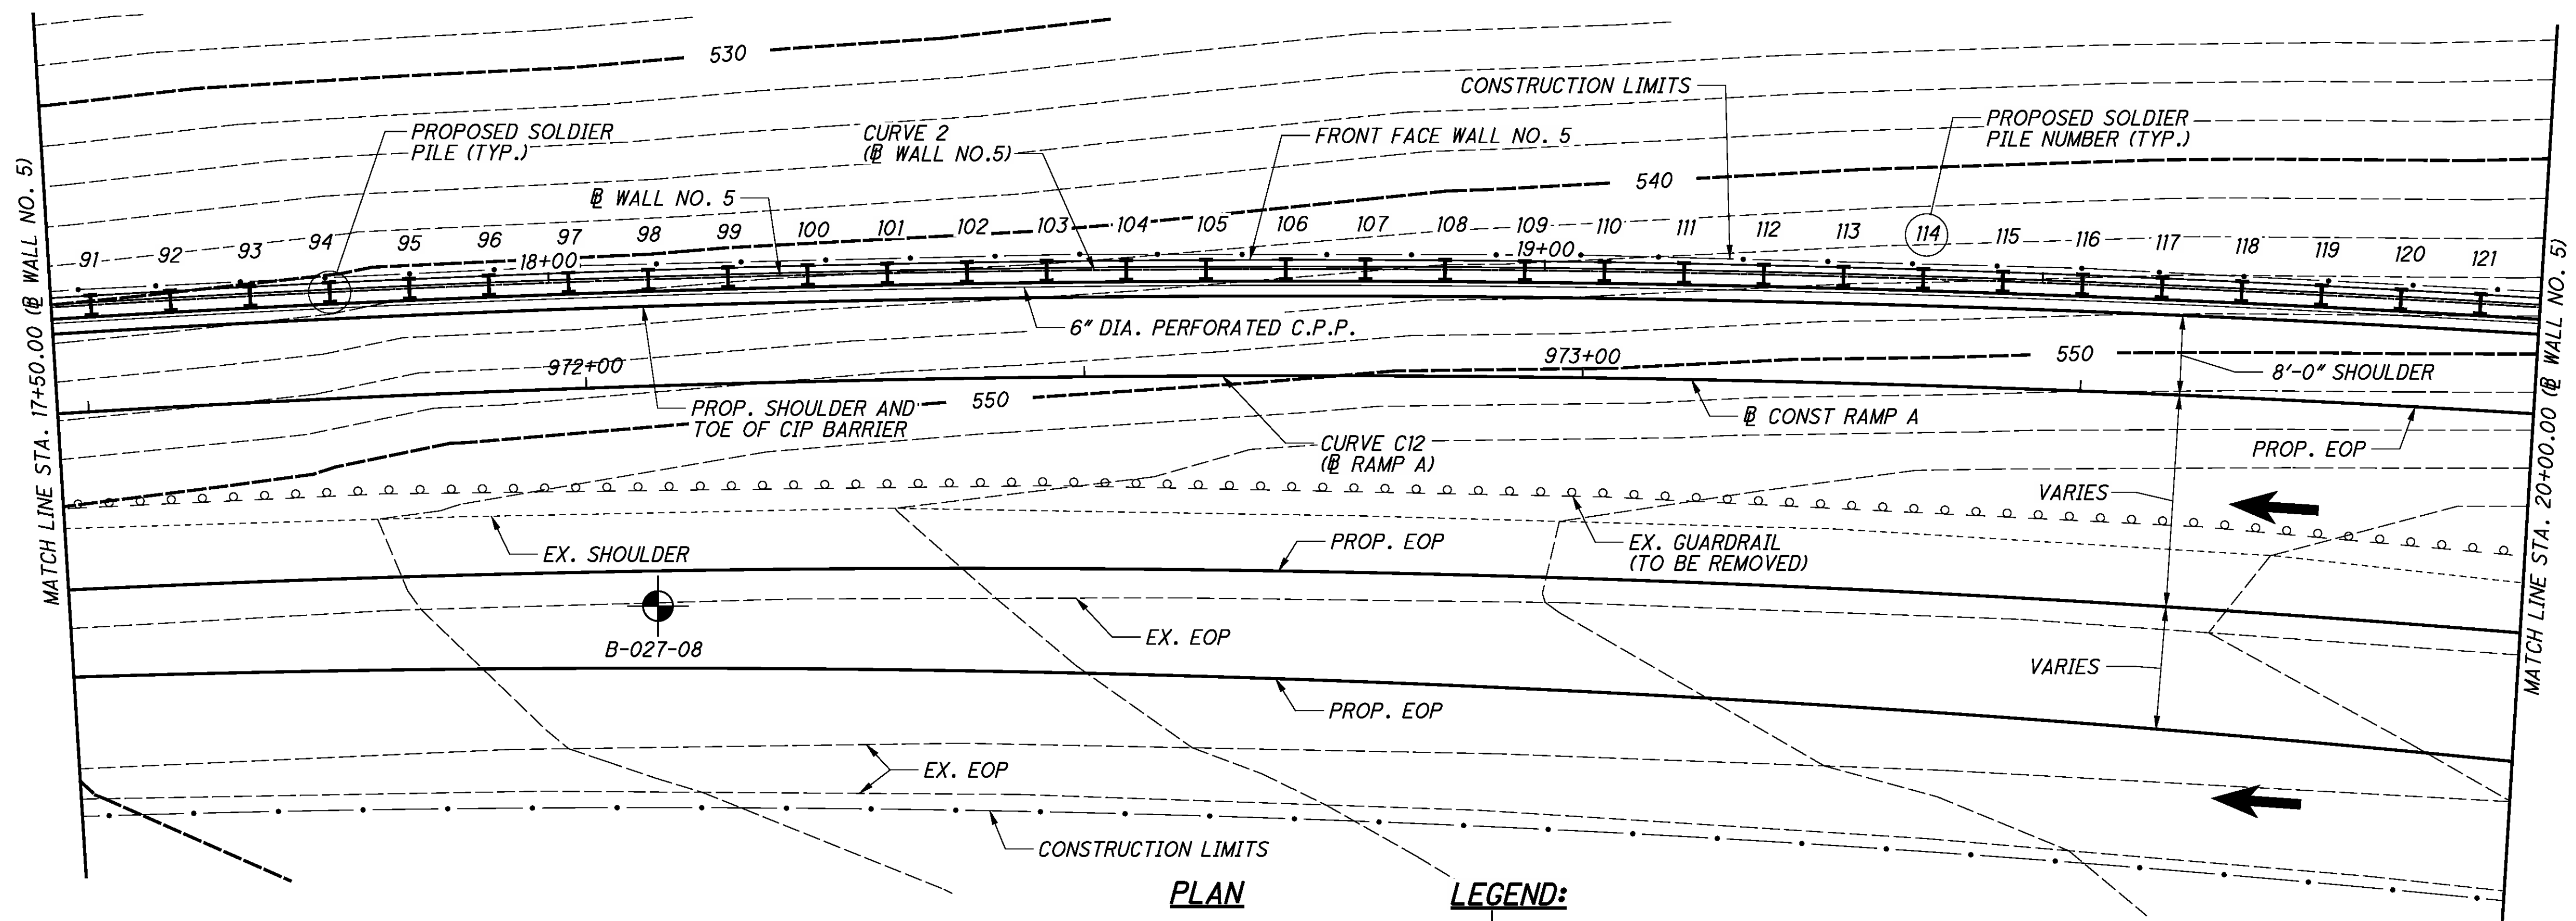 530
CONSTRUCTION LIMITS
PROPOSED SOLDIER
PILE (TYP.)
CURVE 2
(℄ WALL NO.5)
FRONT FACE WALL NO. 5
PROPOSED SOLDIER
PILE NUMBER (TYP.)
540
WALL NO. 5
91 92 93 94 95 96 97 98 99 100 101 102 103 104 105 106 107 108 109 110 111 112 113 114 115 116 117 118 119 120 121
18+00
19+00
MATCH LINE STA. 17+50.00 (WALL NO. 5)
MATCH LINE STA. 20+00.00 (WALL NO. 5)
6" DIA. PERFORATED C.P.P.
972+00
973+00
550
8'-0" SHOULDER
550
PROP. SHOULDER AND
TOE OF CIP BARRIER
CONST RAMP A
CURVE C12
(RAMP A)
PROP. EOP
VARIES
EX. SHOULDER
PROP. EOP
EX. GUARDRAIL
(TO BE REMOVED)
EX. EOP
B-027-08
VARIES
PROP. EOP
EX. EOP
CONSTRUCTION LIMITS
PLAN
LEGEND: